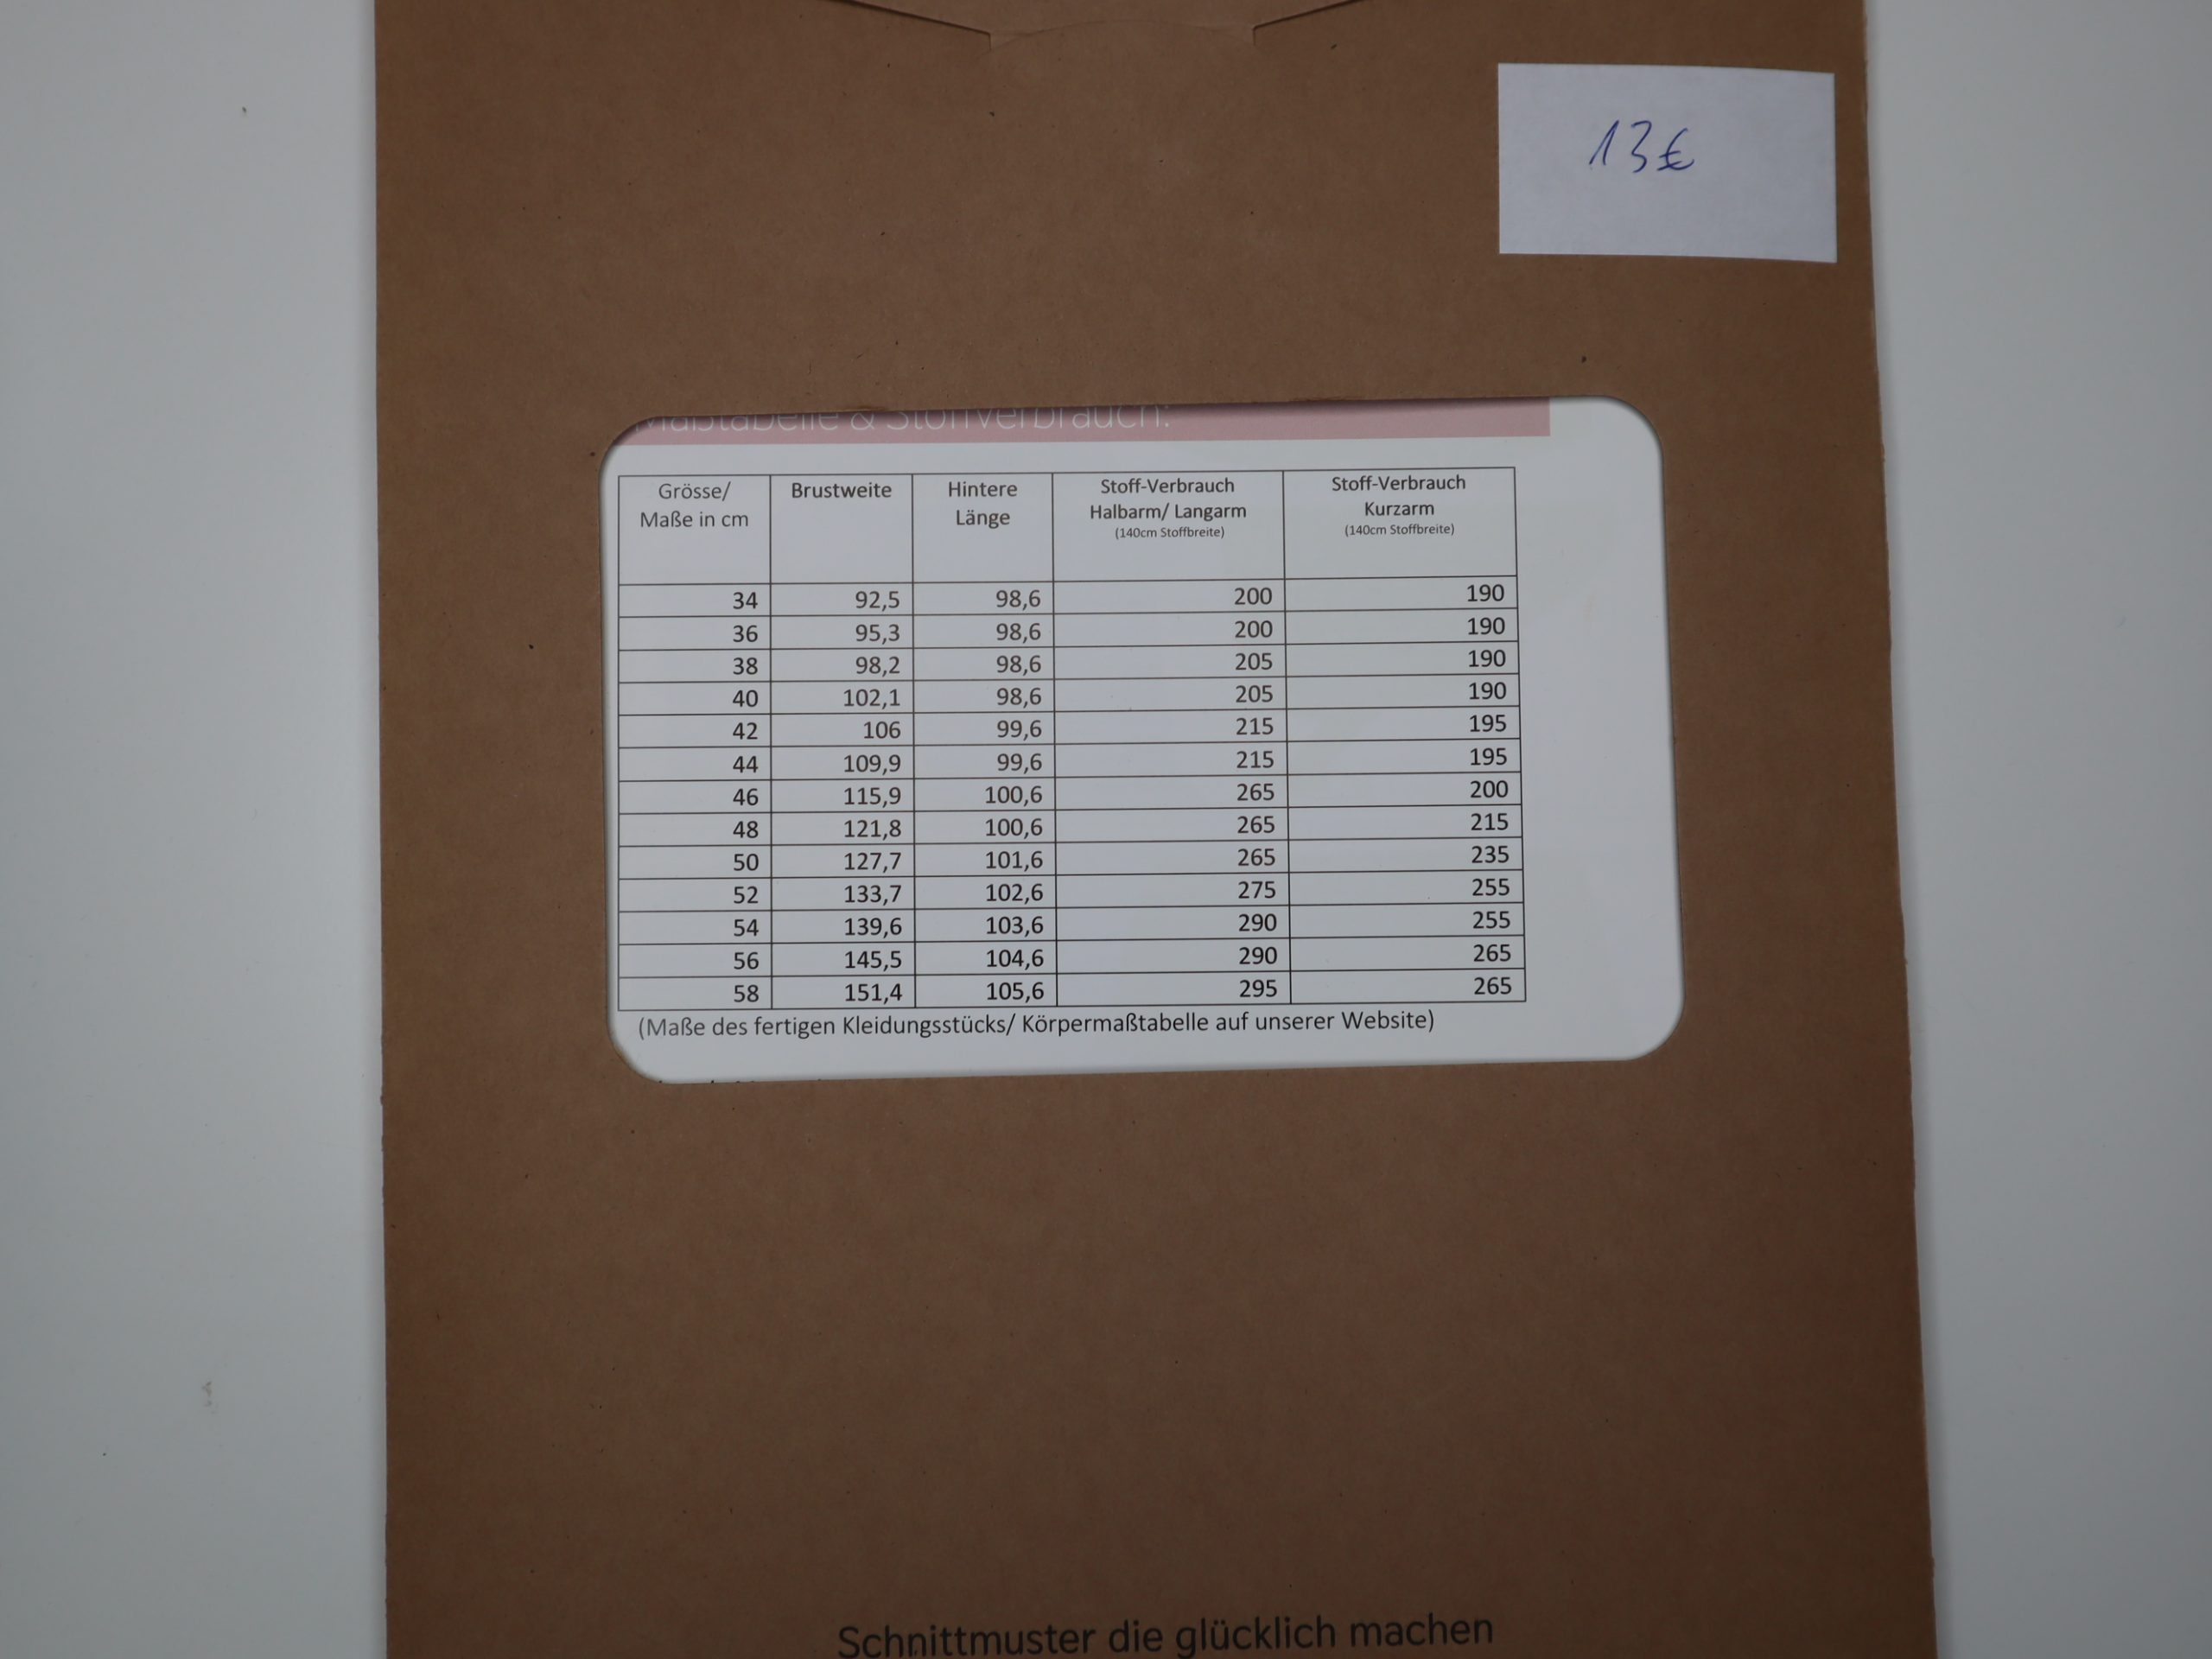 13€
Maßtabelle & Stoffverbrauch:
Grösse/ Maße in cm Brustweite Hintere Länge Stoff-Verbrauch Halbarm/ Langarm (140cm Stoffbreite) Stoff-Verbrauch Kurzarm (140cm Stoffbreite)
34 92,5 98,6 200 190
36 95,3 98,6 200 190
38 98,2 98,6 205 190
40 102,1 98,6 205 190
42 106 99,6 215 195
44 109,9 99,6 215 195
46 115,9 100,6 265 200
48 121,8 100,6 265 215
50 127,7 101,6 265 235
52 133,7 102,6 275 255
54 139,6 103,6 290 255
56 145,5 104,6 290 265
58 151,4 105,6 295 265
(Maße des fertigen Kleidungsstücks/ Körpermaßtabelle auf unserer Website)
Schnittmuster die glücklich machen